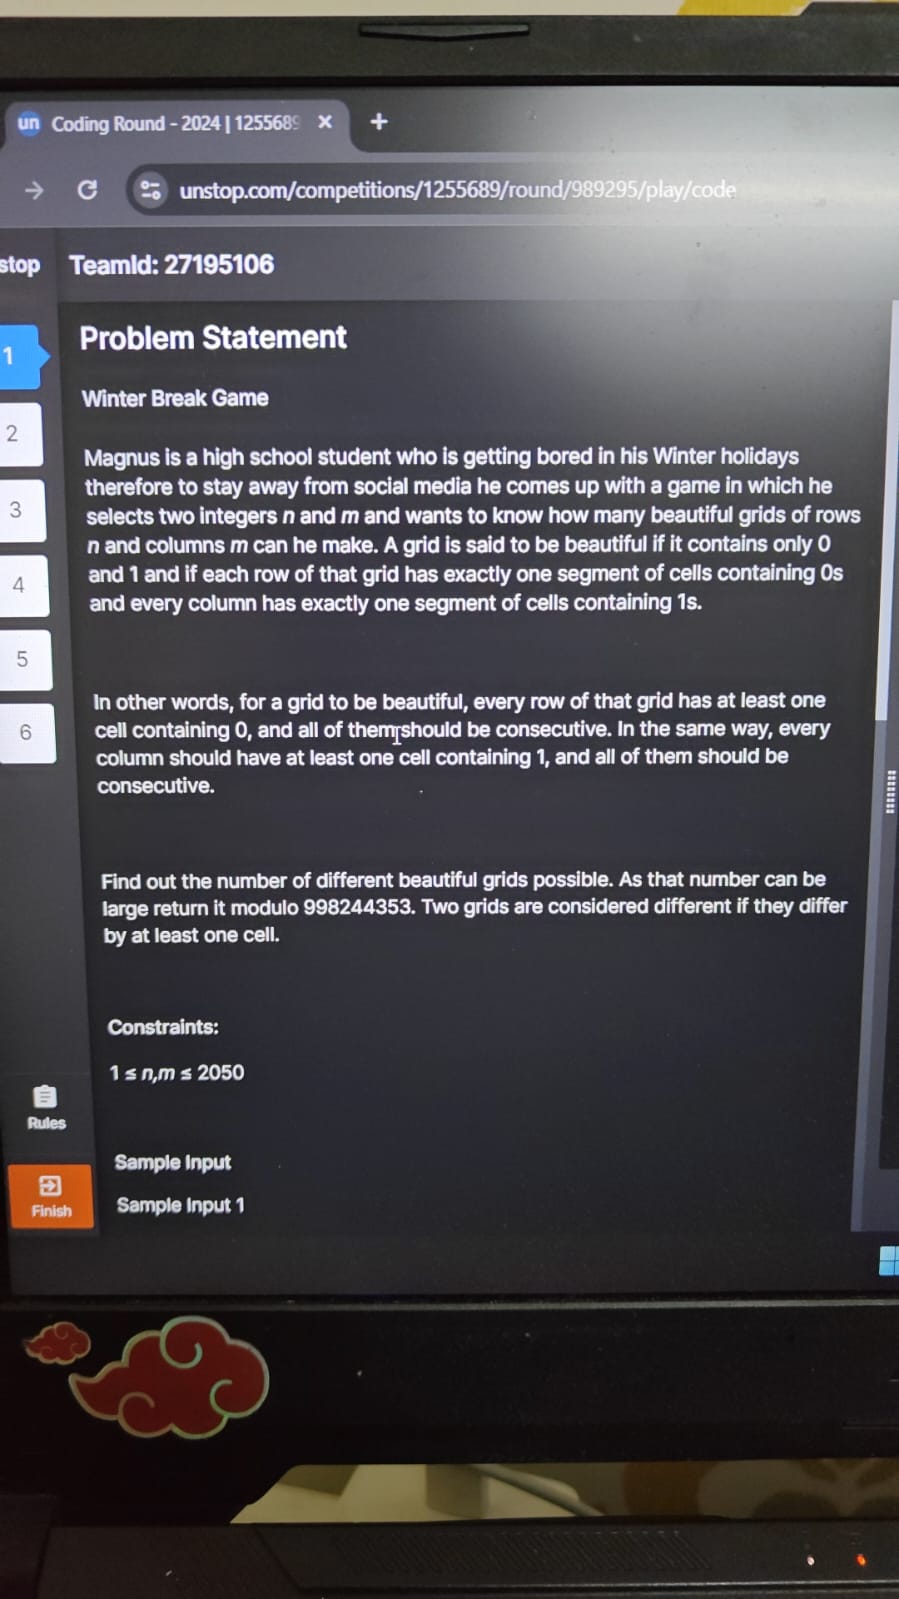 un Coding Round - 2024 | 1255689 × +
unstop.com/competitions/1255689/round/989295/play/code
stop TeamId: 27195106
Problem Statement
1
Winter Break Game
2
Magnus is a high school student who is getting bored in his Winter holidays
therefore to stay away from social media he comes up with a game in which he
3
selects two integers n and m and wants to know how many beautiful grids of rows
n and columns m can he make. A grid is said to be beautiful if it contains only 0
4
and 1 and if each row of that grid has exactly one segment of cells containing 0s
and every column has exactly one segment of cells containing 1s.
5
In other words, for a grid to be beautiful, every row of that grid has at least one
6
cell containing 0, and all of them should be consecutive. In the same way, every
column should have at least one cell containing 1, and all of them should be
consecutive.
Find out the number of different beautiful grids possible. As that number can be
large return it modulo 998244353. Two grids are considered different if they differ
by at least one cell.
Constraints:
1 ≤ n,m ≤ 2050
Rules
Sample Input
Sample Input 1
Finish